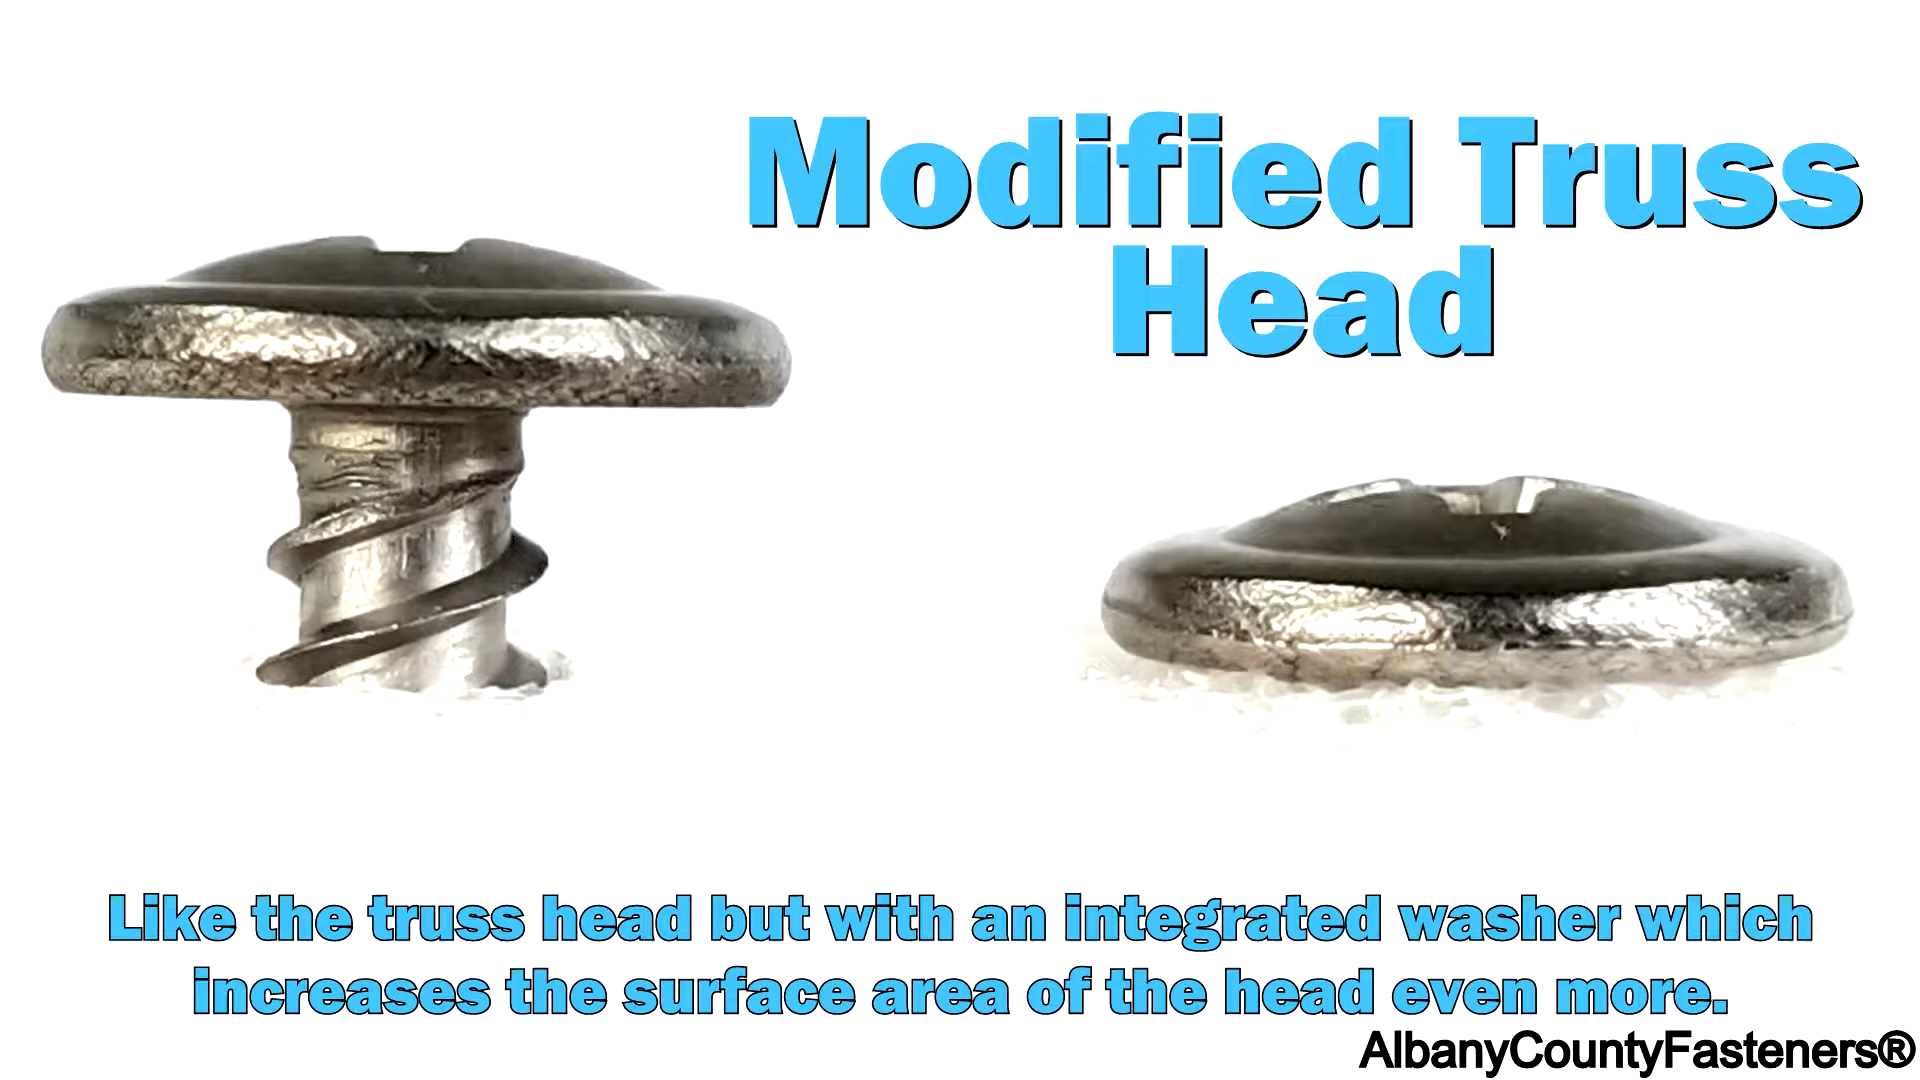 Modified Truss
Head
Like the truss head but with an integrated washer which
increases the surface area of the head even more.
AlbanyCountyFasteners®